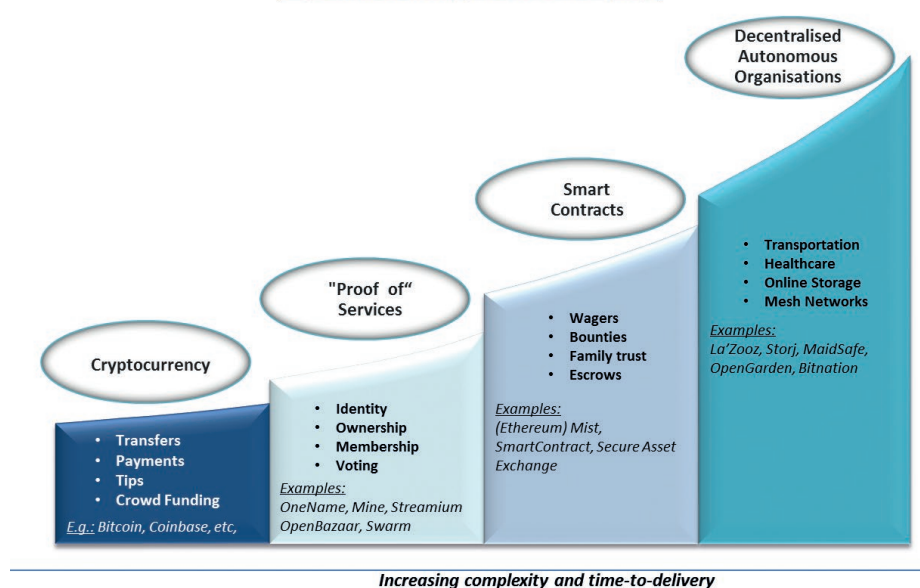 Cryptocurrency
• Transfers
• Payments
• Tips
• Crowd Funding
E.g.: Bitcoin, Coinbase, etc,
"Proof of“
Services
• Identity
• Ownership
• Membership
• Voting
Examples:
OneName, Mine, Streamium
OpenBazaar, Swarm
Smart
Contracts
• Wagers
• Bounties
• Family trust
• Escrows
Examples:
(Ethereum) Mist,
SmartContract, Secure Asset
Exchange
Decentralised
Autonomous
Organisations
• Transportation
• Healthcare
• Online Storage
• Mesh Networks
Examples:
La’Zooz, Storj, MaidSafe,
OpenGarden, Bitnation
Increasing complexity and time-to-delivery